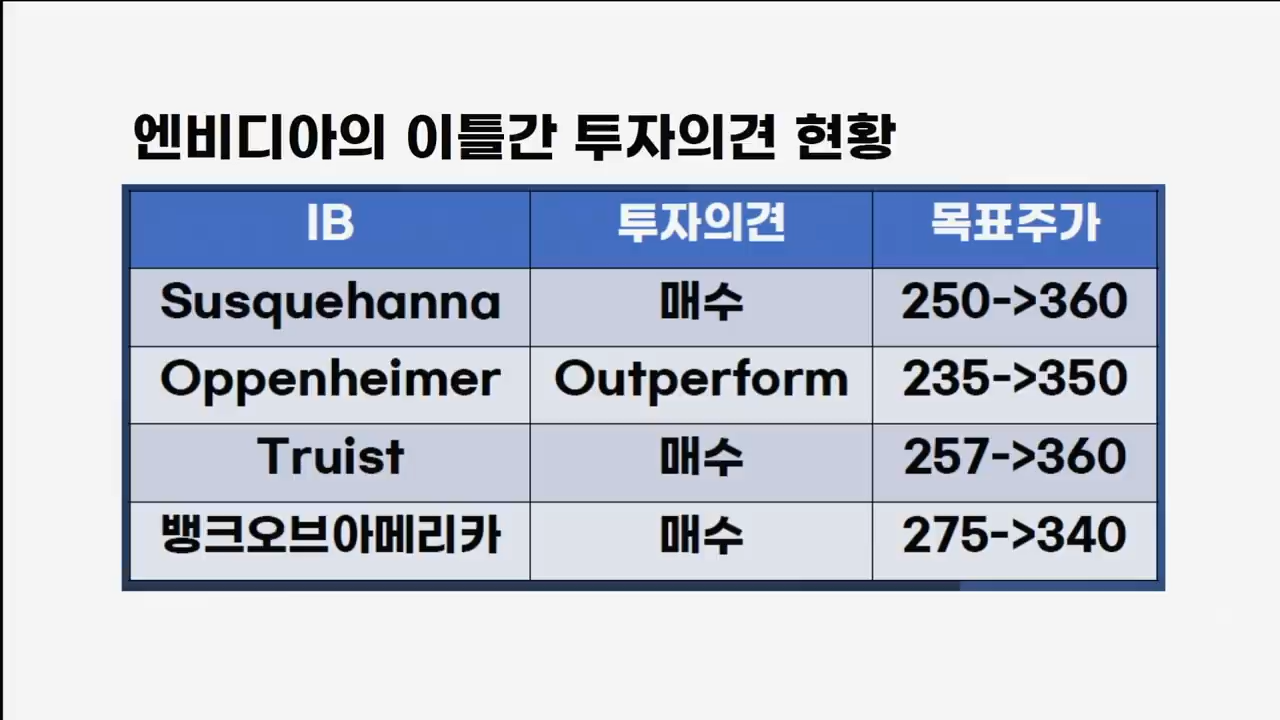 엔비디아의 이틀간 투자의견 현황
IB 투자의견 목표주가
Susquehanna 매수 250->360
Oppenheimer Outperform 235->350
Truist 매수 257->360
뱅크오브아메리카 매수 275->340